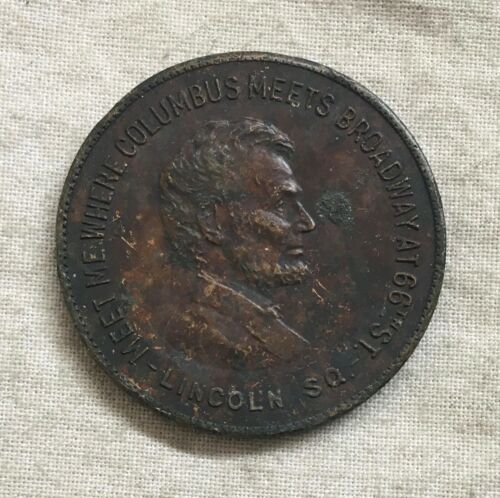 -MEET ME WHERE COLUMBUS MEETS BROADWAY AT 66TH ST.-
LINCOLN SQ.